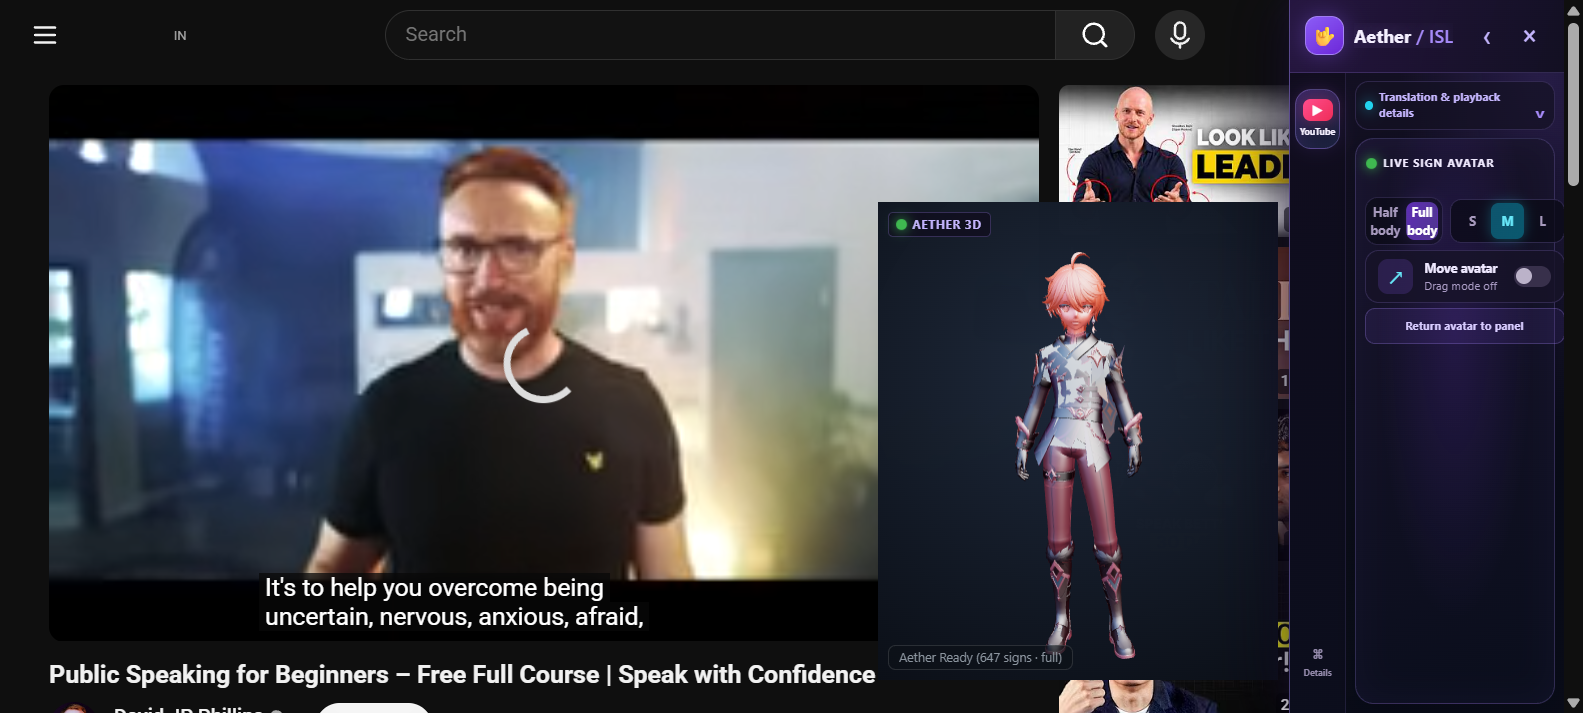 IN
Search
LOOK LIK
LEAD
It's to help you overcome being
uncertain, nervous, anxious, afraid,
Public Speaking for Beginners – Free Full Course | Speak with Confidence
AETHER 3D
Aether Ready (647 signs · full)
Aether / ISL
YouTube
Translation & playback
details
LIVE SIGN AVATAR
Half
body
Full
body
S
M
L
Move avatar
Drag mode off
Return avatar to panel
Details